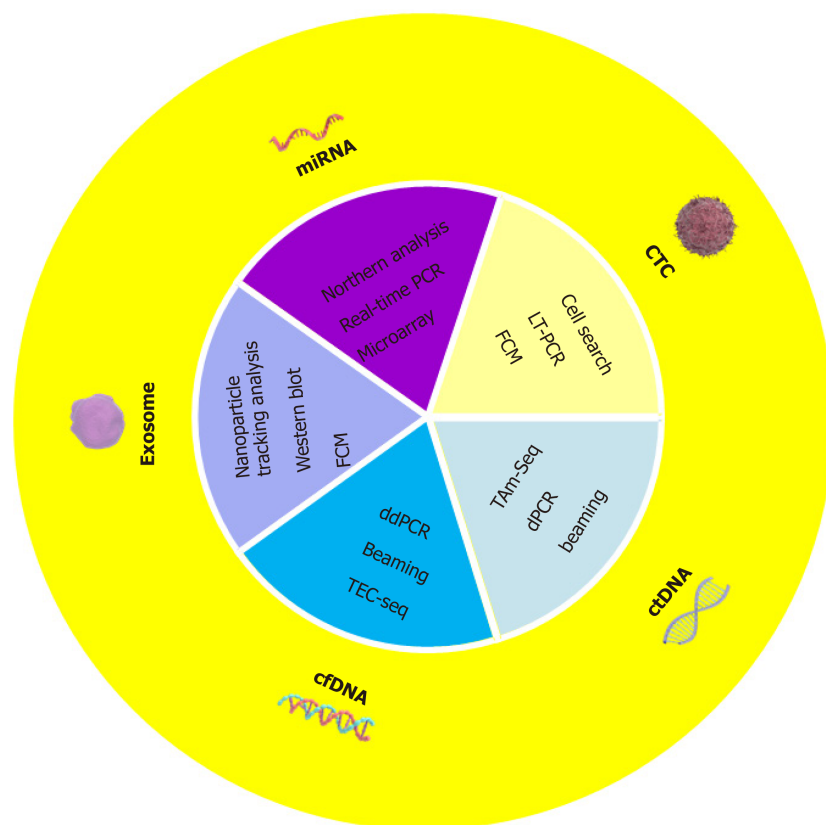 miRNA
Northern analysis
Real-time PCR
Microarray
CTC
Cell search
LT-PCR
FCM
ctDNA
TAm-Seq
dPCR
beaming
cfDNA
ddPCR
Beaming
TEC-seq
Exosome
Nanoparticle
tracking analysis
Western blot
FCM